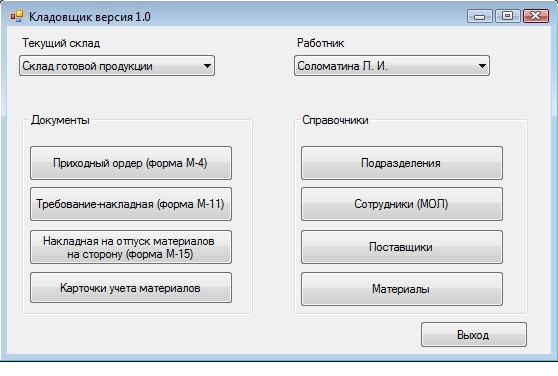 Кладовщик версия 1.0
Текущий склад
Работник
Склад готовой продукции
Соломатина Л. И.
Документы
Справочники
Приходный ордер (форма М-4)
Подразделения
Требование-накладная (форма М-11)
Сотрудники (МОЛ)
Накладная на отпуск материалов
на сторону (форма М-15)
Поставщики
Карточки учета материалов
Материалы
Выход